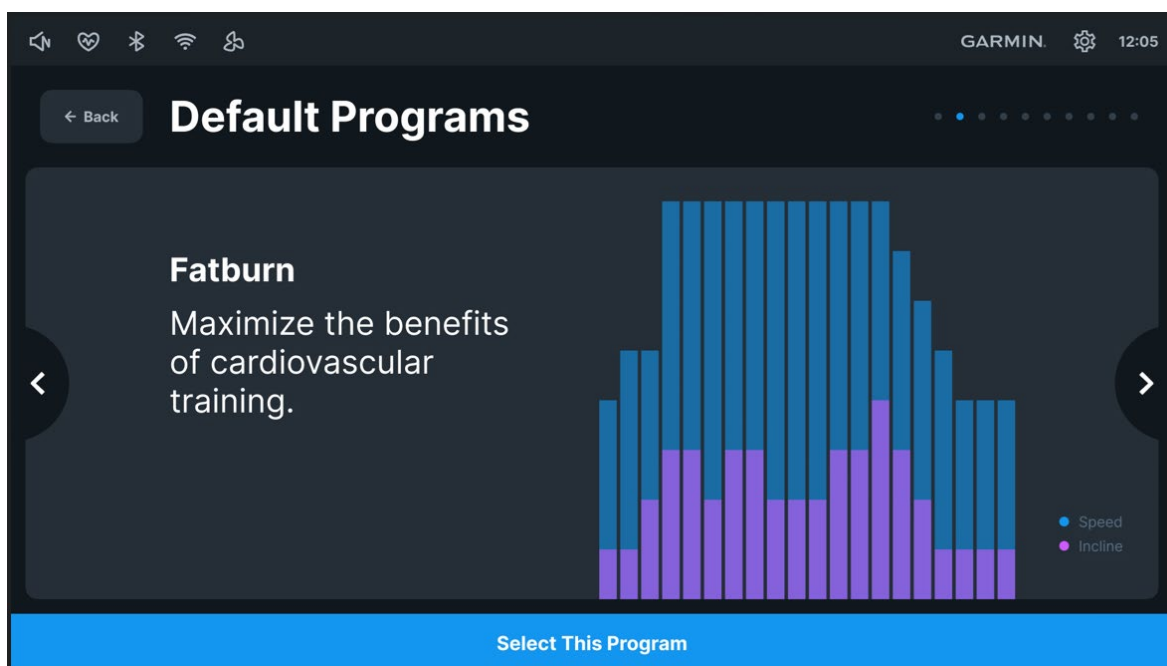 GARMIN.
12:05
← Back
Default Programs
Fatburn
Maximize the benefits
of cardiovascular
training.
Speed
Incline
Select This Program